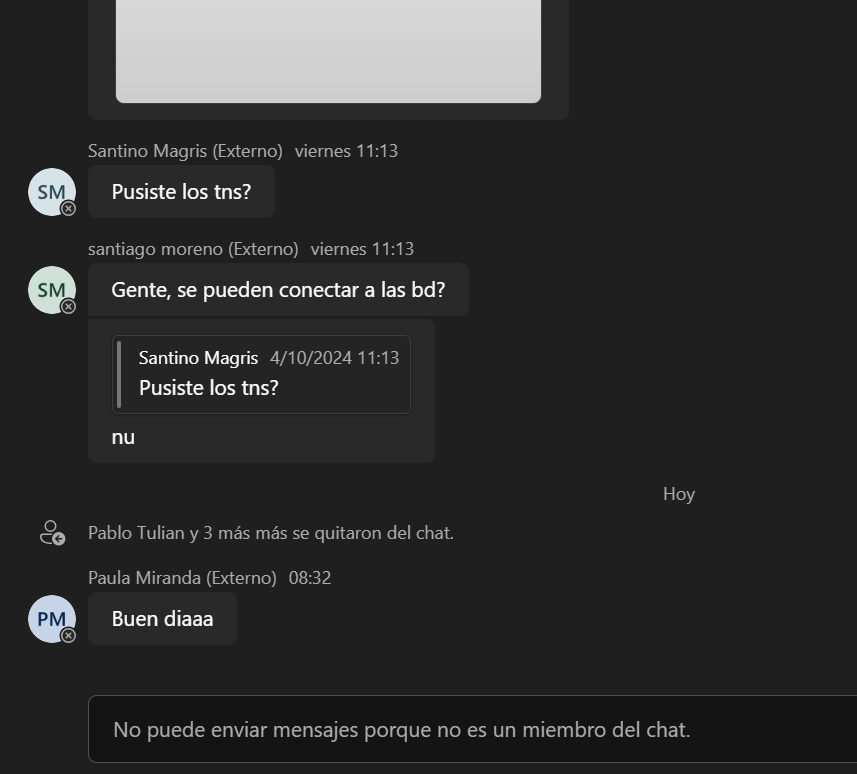 Santino Magris (Externo) viernes 11:13
SM
Pusiste los tns?
santiago moreno (Externo) viernes 11:13
SM
Gente, se pueden conectar a las bd?
Santino Magris 4/10/2024 11:13
Pusiste los tns?
nu
Hoy
Pablo Tulian y 3 más más se quitaron del chat.
Paula Miranda (Externo) 08:32
PM
Buen diaaa
No puede enviar mensajes porque no es un miembro del chat.